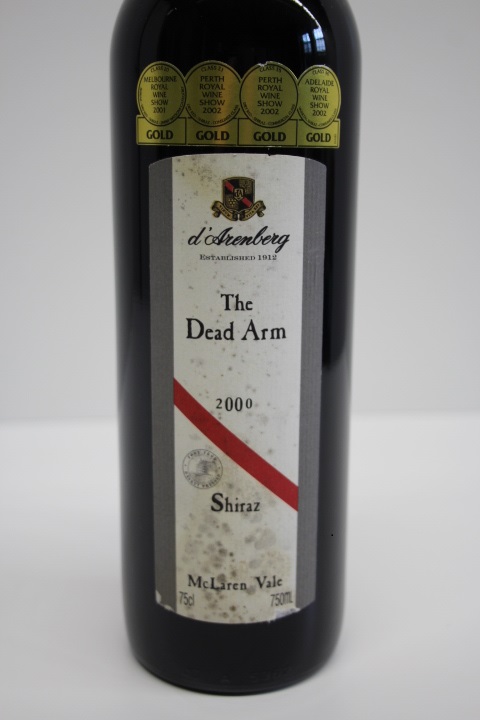 MELBOURNE
ROYAL
WINE
SHOW
2001
GOLD
PERTH
ROYAL
WINE
SHOW
2002
GOLD
PERTH
ROYAL
WINE
SHOW
2002
GOLD
ADELAIDE
ROYAL
WINE
SHOW
2002
GOLD
d'Arenberg
ESTABLISHED 1912
The
Dead Arm
2000
Shiraz
McLaren Vale
75cl 750ML